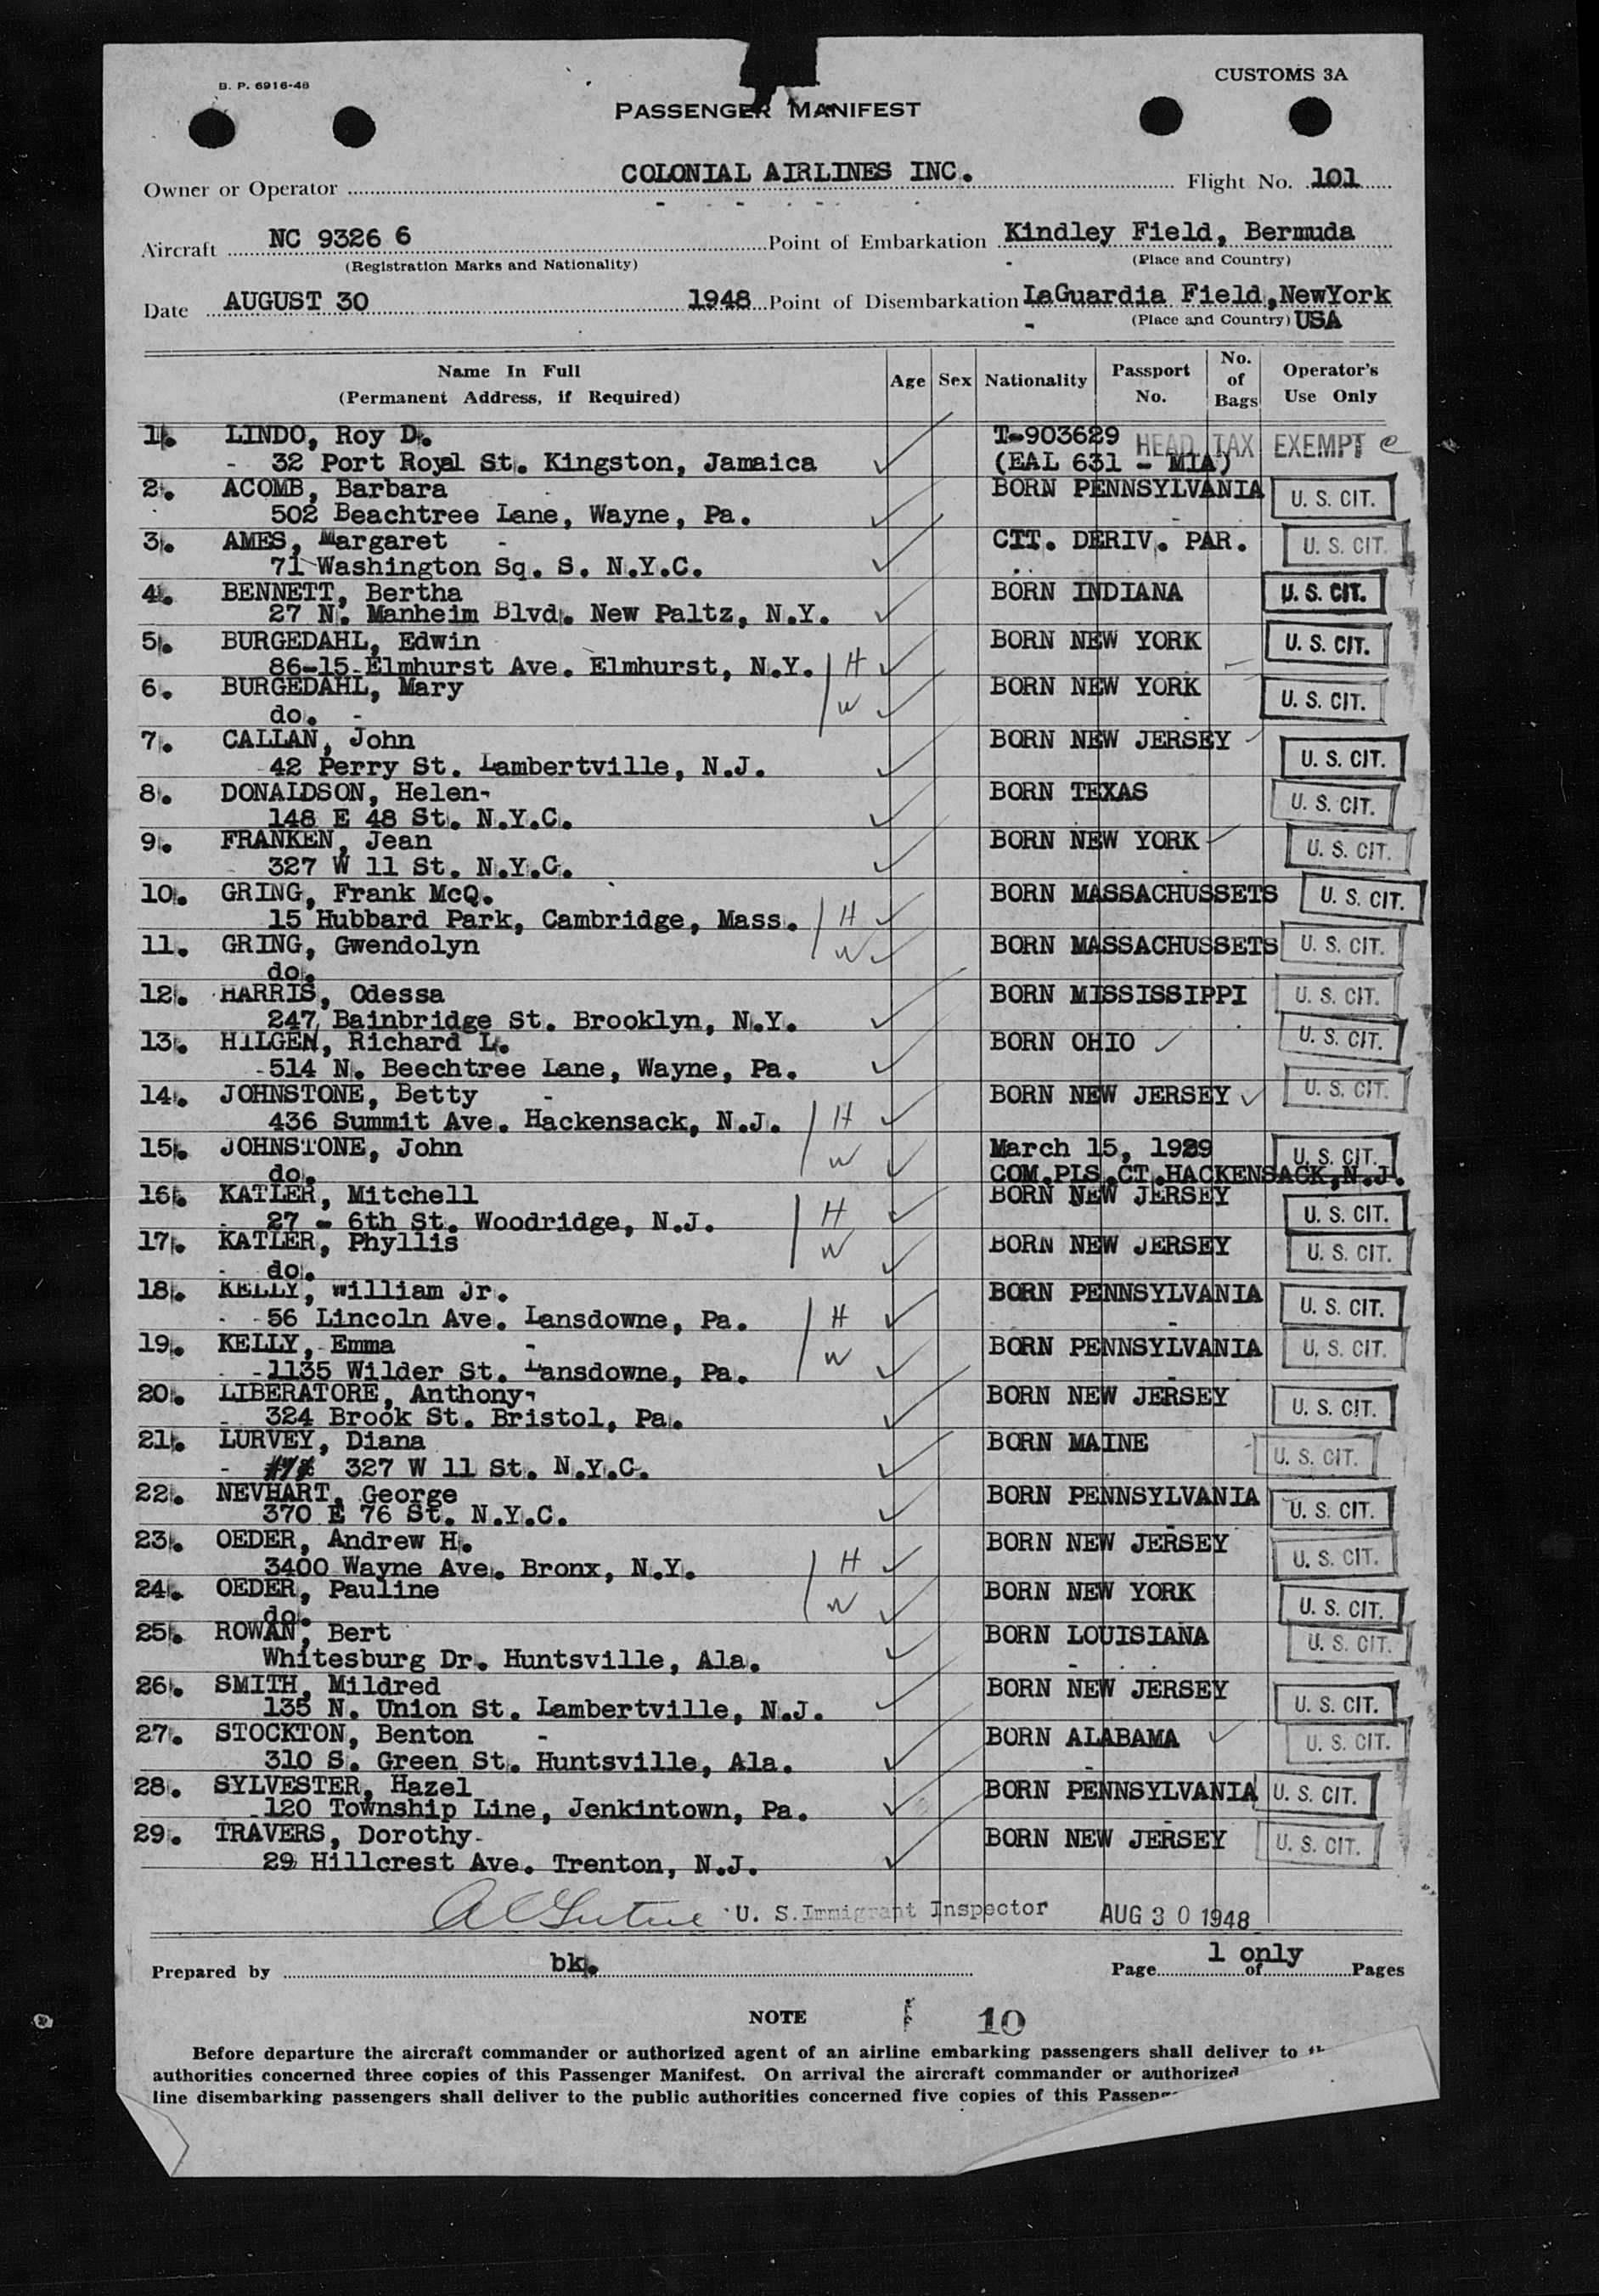 B. P. 6916-48
CUSTOMS 3A
PASSENGER MANIFEST
Owner or Operator COLONIAL AIRLINES INC. Flight No. 101
Aircraft NC 9326 6 Point of Embarkation Kindley Field, Bermuda
(Registration Marks and Nationality) (Place and Country)
Date AUGUST 30 1948 Point of Disembarkation LaGuardia Field, NewYork
(Place and Country) USA
Name In Full (Permanent Address, if Required) Age Sex Nationality Passport No. No. of Bags Operator's Use Only
1. LINDO, Roy D. T-903629 HEAD TAX EXEMPT
32 Port Royal St. Kingston, Jamaica (EAL 631 - MIA)
2. ACOMB, Barbara BORN PENNSYLVANIA U. S. CIT.
502 Beachtree Lane, Wayne, Pa.
3. AMES, Margaret CIT. DERIV. PAR. U. S. CIT.
71 Washington Sq. S. N.Y.C.
4. BENNETT, Bertha BORN INDIANA U. S. CIT.
27 N. Manheim Blvd. New Paltz, N.Y.
5. BURGEDAHL, Edwin BORN NEW YORK U. S. CIT.
86-15 Elmhurst Ave. Elmhurst, N.Y. H
6. BURGEDAHL, Mary BORN NEW YORK U. S. CIT.
do. W
7. CALLAN, John BORN NEW JERSEY U. S. CIT.
42 Perry St. Lambertville, N.J.
8. DONALDSON, Helen BORN TEXAS U. S. CIT.
148 E 48 St. N.Y.C.
9. FRANKEN, Jean BORN NEW YORK U. S. CIT.
327 W 11 St. N.Y.C.
10. GRING, Frank McQ. BORN MASSACHUSSETS U. S. CIT.
15 Hubbard Park, Cambridge, Mass. H
11. GRING, Gwendolyn W BORN MASSACHUSSETS U. S. CIT.
do.
12. HARRIS, Odessa BORN MISSISSIPPI U. S. CIT.
247 Bainbridge St. Brooklyn, N.Y.
13. HILGEN, Richard L. BORN OHIO U. S. CIT.
514 N. Beechtree Lane, Wayne, Pa.
14. JOHNSTONE, Betty BORN NEW JERSEY U. S. CIT.
436 Summit Ave. Hackensack, N.J. H
15. JOHNSTONE, John March 15, 1929 U. S. CIT.
do. W COM.PLS.CT.HACKENSACK,N.J.
16. KATLER, Mitchell BORN NEW JERSEY U. S. CIT.
27 - 6th St. Woodridge, N.J. H
17. KATLER, Phyllis W BORN NEW JERSEY U. S. CIT.
do.
18. KELLY, William Jr. BORN PENNSYLVANIA U. S. CIT.
56 Lincoln Ave. Lansdowne, Pa. H
19. KELLY, Emma BORN PENNSYLVANIA U. S. CIT.
1135 Wilder St. Lansdowne, Pa. W
20. LIBERATORE, Anthony BORN NEW JERSEY U. S. CIT.
324 Brook St. Bristol, Pa.
21. LURVEY, Diana BORN MAINE U. S. CIT.
327 W 11 St. N.Y.C.
22. NEVHART, George BORN PENNSYLVANIA U. S. CIT.
370 E 76 St. N.Y.C.
23. OEDER, Andrew H. BORN NEW JERSEY U. S. CIT.
3400 Wayne Ave. Bronx, N.Y. H
24. OEDER, Pauline BORN NEW YORK U. S. CIT.
do. W
25. ROWAN, Bert BORN LOUISIANA U. S. CIT.
Whitesburg Dr. Huntsville, Ala.
26. SMITH, Mildred BORN NEW JERSEY U. S. CIT.
135 N. Union St. Lambertville, N.J.
27. STOCKTON, Benton BORN ALABAMA U. S. CIT.
310 S. Green St. Huntsville, Ala.
28. SYLVESTER, Hazel BORN PENNSYLVANIA U. S. CIT.
120 Township Line, Jenkintown, Pa.
29. TRAVERS, Dorothy BORN NEW JERSEY U. S. CIT.
29 Hillcrest Ave. Trenton, N.J.
U. S. Immigrant Inspector AUG 30 1948
Prepared by bk. Page 1 only of Pages
NOTE 10
Before departure the aircraft commander or authorized agent of an airline embarking passengers shall deliver to
authorities concerned three copies of this Passenger Manifest. On arrival the aircraft commander or authorized
line disembarking passengers shall deliver to the public authorities concerned five copies of this